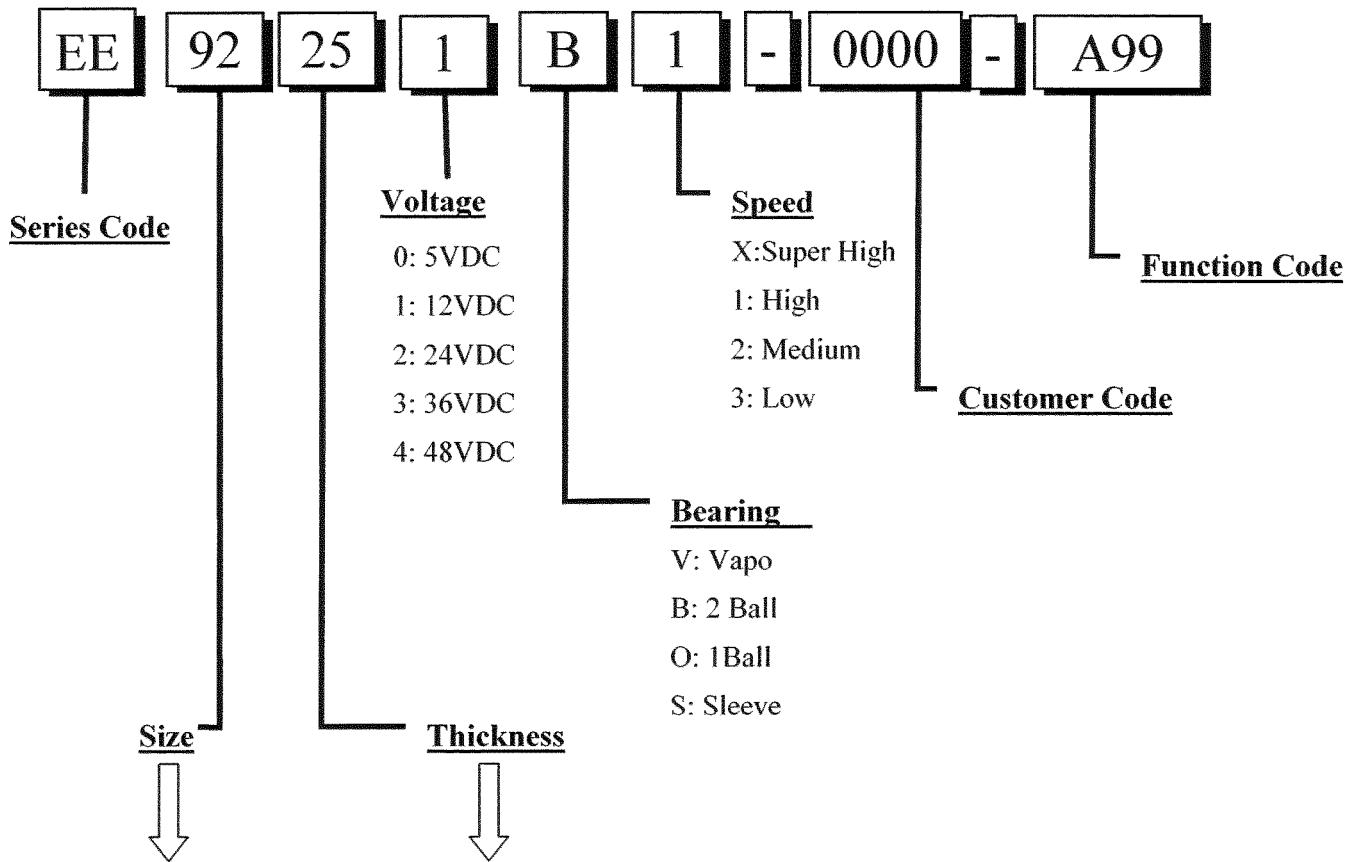 EE 92 25 1 B 1 - 0000 - A99
Series Code
Voltage
0: 5VDC
1: 12VDC
2: 24VDC
3: 36VDC
4: 48VDC
Speed
X:Super High
1: High
2: Medium
3: Low
Function Code
Customer Code
Bearing
V: Vapo
B: 2 Ball
O: 1Ball
S: Sleeve
Size
Thickness